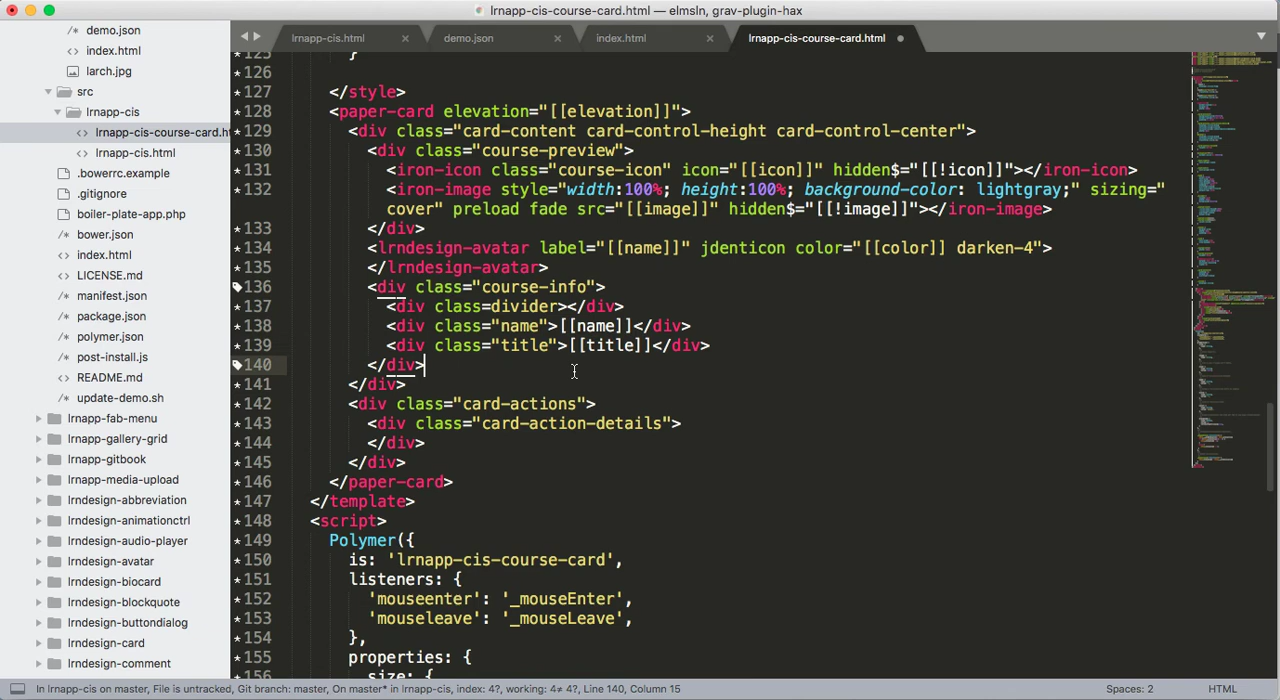 lrnapp-cis-course-card.html — elmsln, grav-plugin-hax
lrnapp-cis.html × demo.json × index.html × lrnapp-cis-course-card.html
/* demo.json
<> index.html
larch.jpg
src
lrnapp-cis
<> lrnapp-cis-course-card.ht
<> lrnapp-cis.html
.bowerrc.example
.gitignore
boiler-plate-app.php
/* bower.json
<> index.html
LICENSE.md
/* manifest.json
/* package.json
/* polymer.json
/* post-install.js
<> README.md
/* update-demo.sh
lrnapp-fab-menu
lrnapp-gallery-grid
lrnapp-gitbook
lrnapp-media-upload
lrndesign-abbreviation
lrndesign-animationctrl
lrndesign-audio-player
lrndesign-avatar
lrndesign-biocard
lrndesign-blockquote
lrndesign-buttondialog
lrndesign-card
lrndesign-comment
125 }
126
127 </style>
128 <paper-card elevation="[[elevation]]">
129 <div class="card-content card-control-height card-control-center">
130 <div class="course-preview">
131 <iron-icon class="course-icon" icon="[[icon]]" hidden$="[[!icon]]"></iron-icon>
132 <iron-image style="width:100%; height:100%; background-color: lightgray;" sizing="
cover" preload fade src="[[image]]" hidden$="[[!image]]"></iron-image>
133 </div>
134 <lrndesign-avatar label="[[name]]" jdenticon color="[[color]] darken-4">
135 </lrndesign-avatar>
136 <div class="course-info">
137 <div class=divider></div>
138 <div class="name">[[name]]</div>
139 <div class="title">[[title]]</div>
140 </div>
141 </div>
142 <div class="card-actions">
143 <div class="card-action-details">
144 </div>
145 </div>
146 </paper-card>
147 </template>
148 <script>
149 Polymer({
150 is: 'lrnapp-cis-course-card',
151 listeners: {
152 'mouseenter': '_mouseEnter',
153 'mouseleave': '_mouseLeave',
154 },
155 properties: {
156 size: {
In lrnapp-cis on master, File is untracked, Git branch: master, On master* in lrnapp-cis, index: 4?, working: 4≠ 4?, Line 140, Column 15
Spaces: 2
HTML